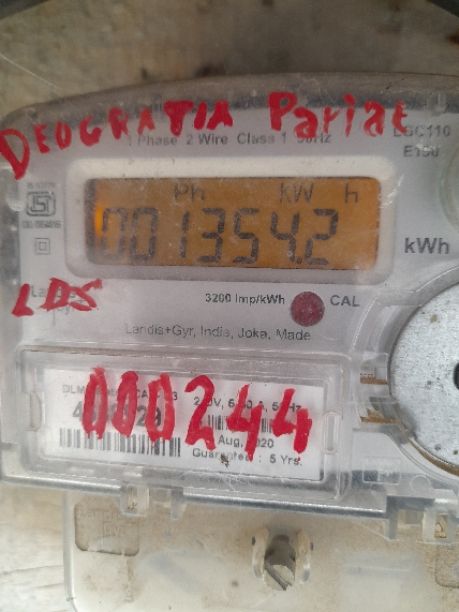 DEOGRATIA Pariat
Phase 2 Wire Class 1 50Hz
E150
Ph kW h
001354.2
kWh
LDS
3200 Imp/kWh CAL
Landis+Gyr, India, Joka, Made
000244
Aug, 2020
Guaranteed : 5 Yrs.